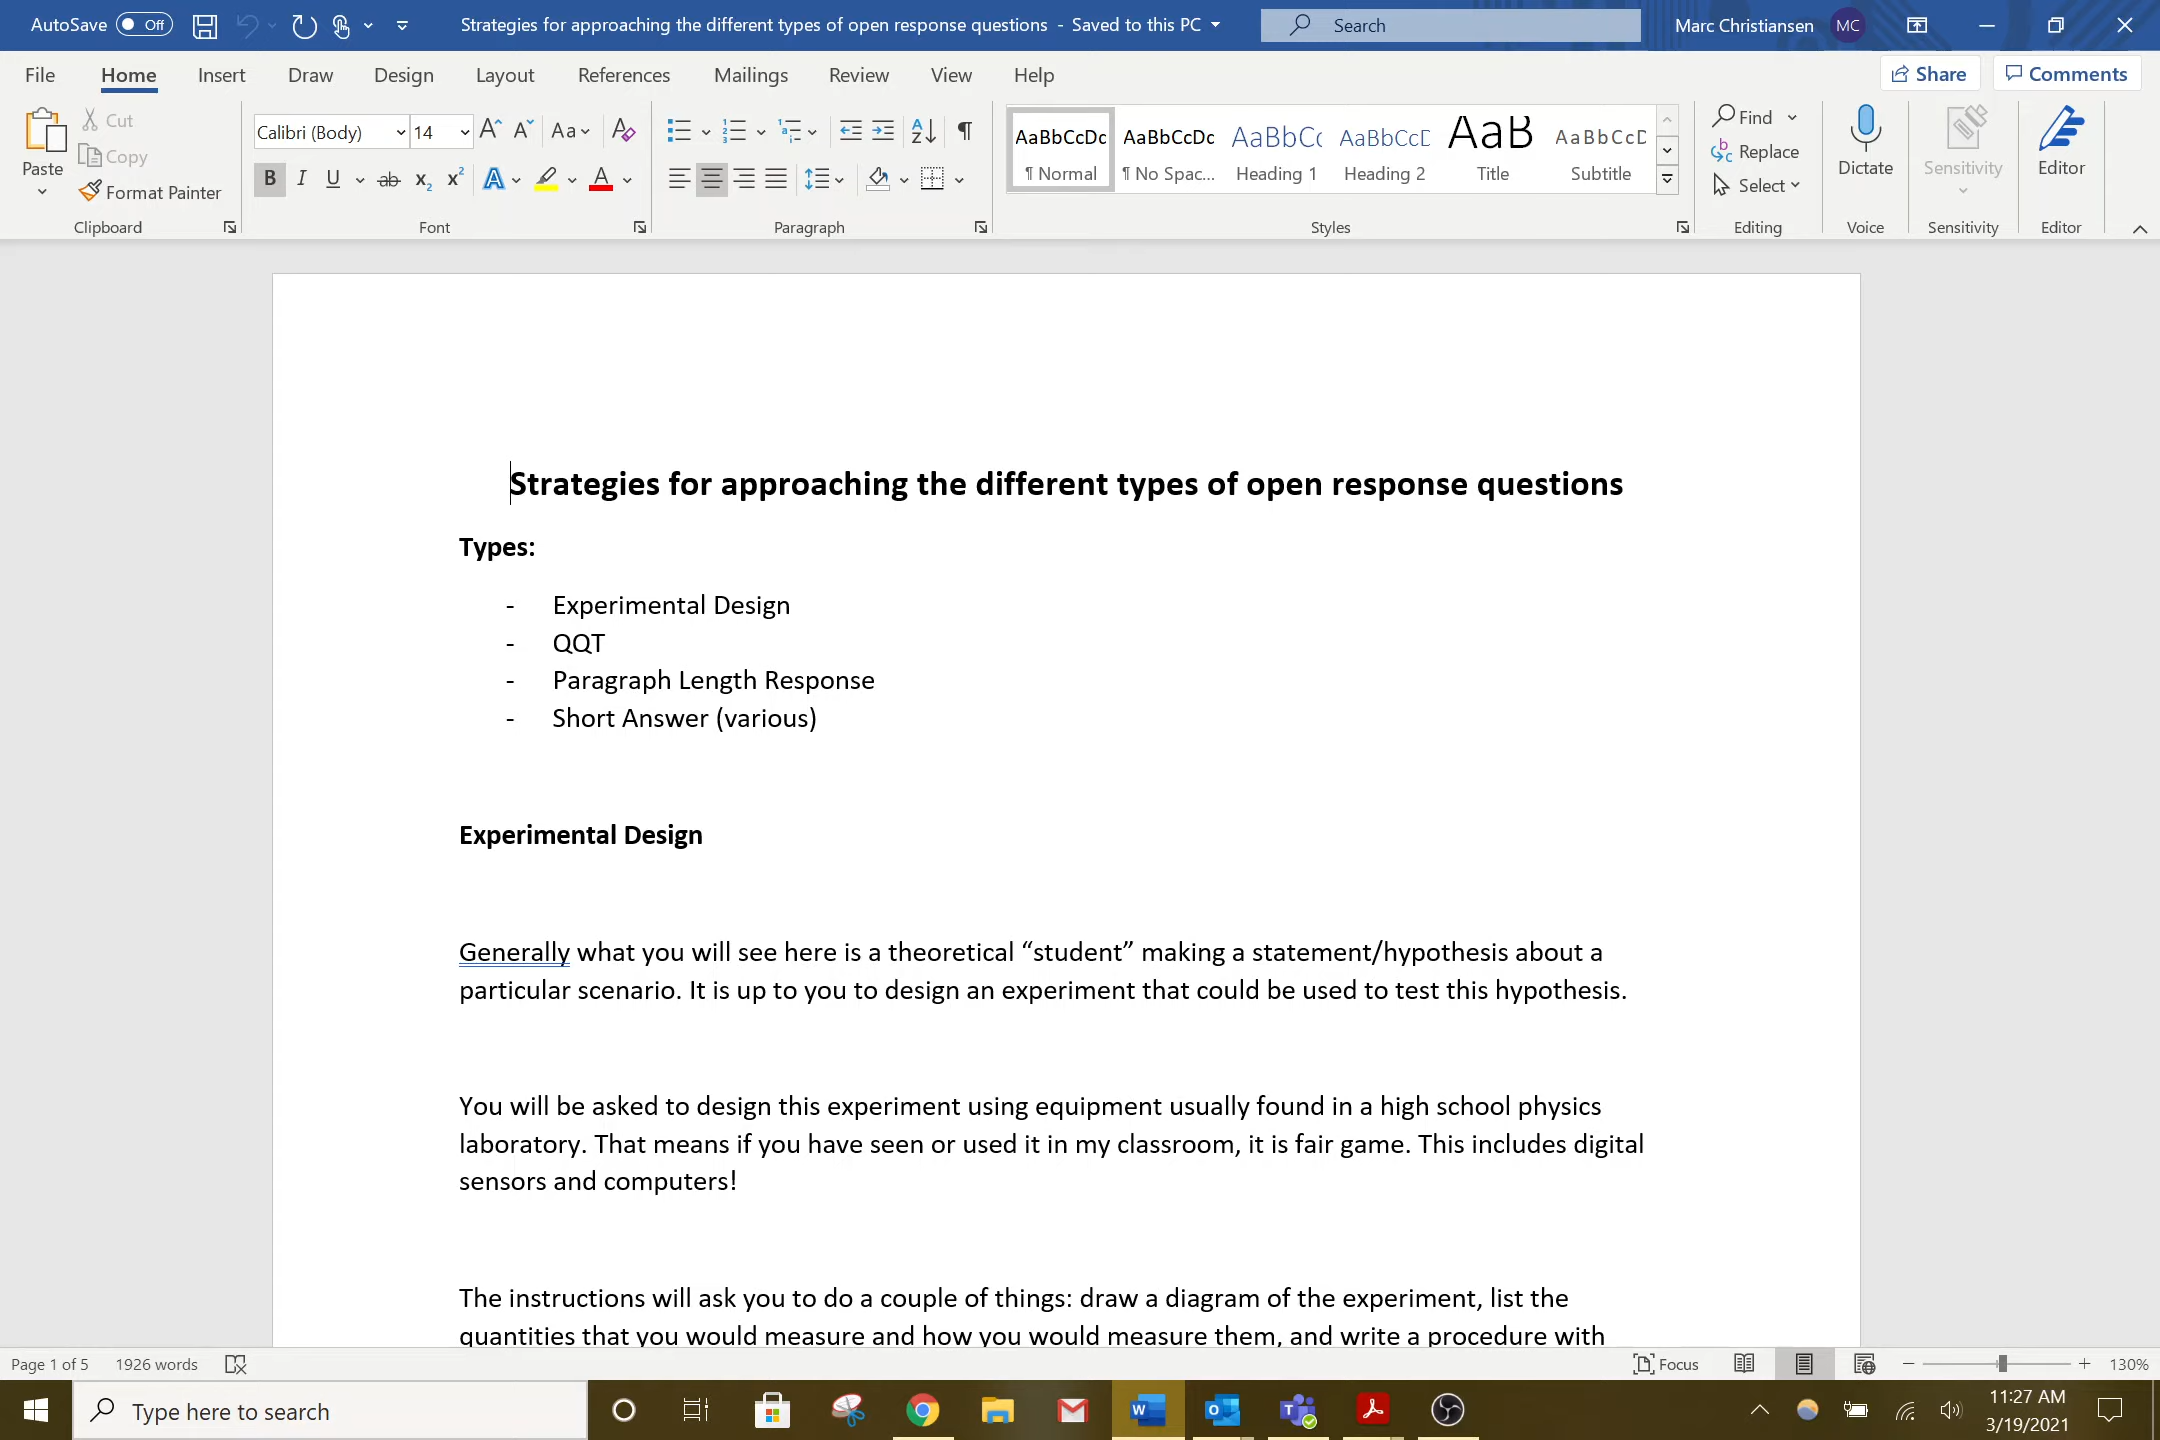 AutoSave Off Strategies for approaching the different types of open response questions - Saved to this PC Search Marc Christiansen MC
File Home Insert Draw Design Layout References Mailings Review View Help Share Comments
Paste Cut Copy Format Painter Clipboard
Calibri (Body) 14 Aa A
B I U ab x₂ x² A A Font
Paragraph
AaBbCcDc AaBbCcDc AaBbCc AaBbCcD AaB AaBbCcD
¶ Normal ¶ No Spac... Heading 1 Heading 2 Title Subtitle
Styles
Find Replace Select Editing
Dictate Voice
Sensitivity Sensitivity
Editor Editor
Strategies for approaching the different types of open response questions
Types:
- Experimental Design
- QQT
- Paragraph Length Response
- Short Answer (various)
Experimental Design
Generally what you will see here is a theoretical “student” making a statement/hypothesis about a
particular scenario. It is up to you to design an experiment that could be used to test this hypothesis.
You will be asked to design this experiment using equipment usually found in a high school physics
laboratory. That means if you have seen or used it in my classroom, it is fair game. This includes digital
sensors and computers!
The instructions will ask you to do a couple of things: draw a diagram of the experiment, list the
quantities that you would measure and how you would measure them, and write a procedure with
Page 1 of 5 1926 words Focus 130%
Type here to search 11:27 AM
3/19/2021